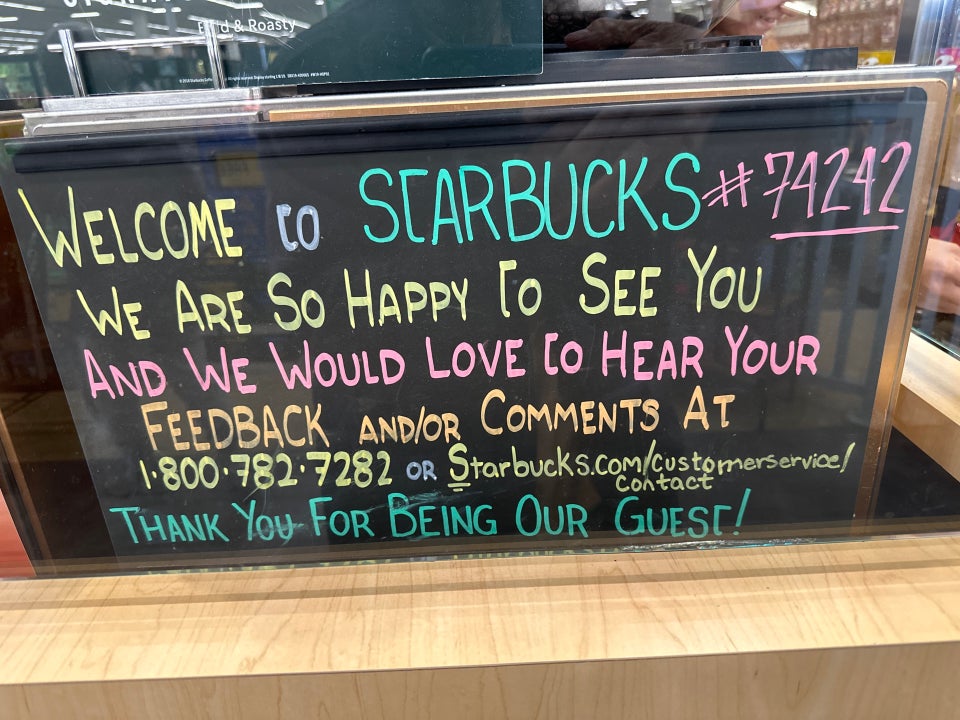 & Roasty
WELCOME to STARBUCKS #74242
WE ARE SO HAPPY TO SEE YOU
AND WE WOULD LOVE TO HEAR YOUR
FEEDBACK AND/OR COMMENTS AT
1·800·782·7282 OR Starbucks.com/customerservice/
contact
THANK YOU FOR BEING OUR GUEST!